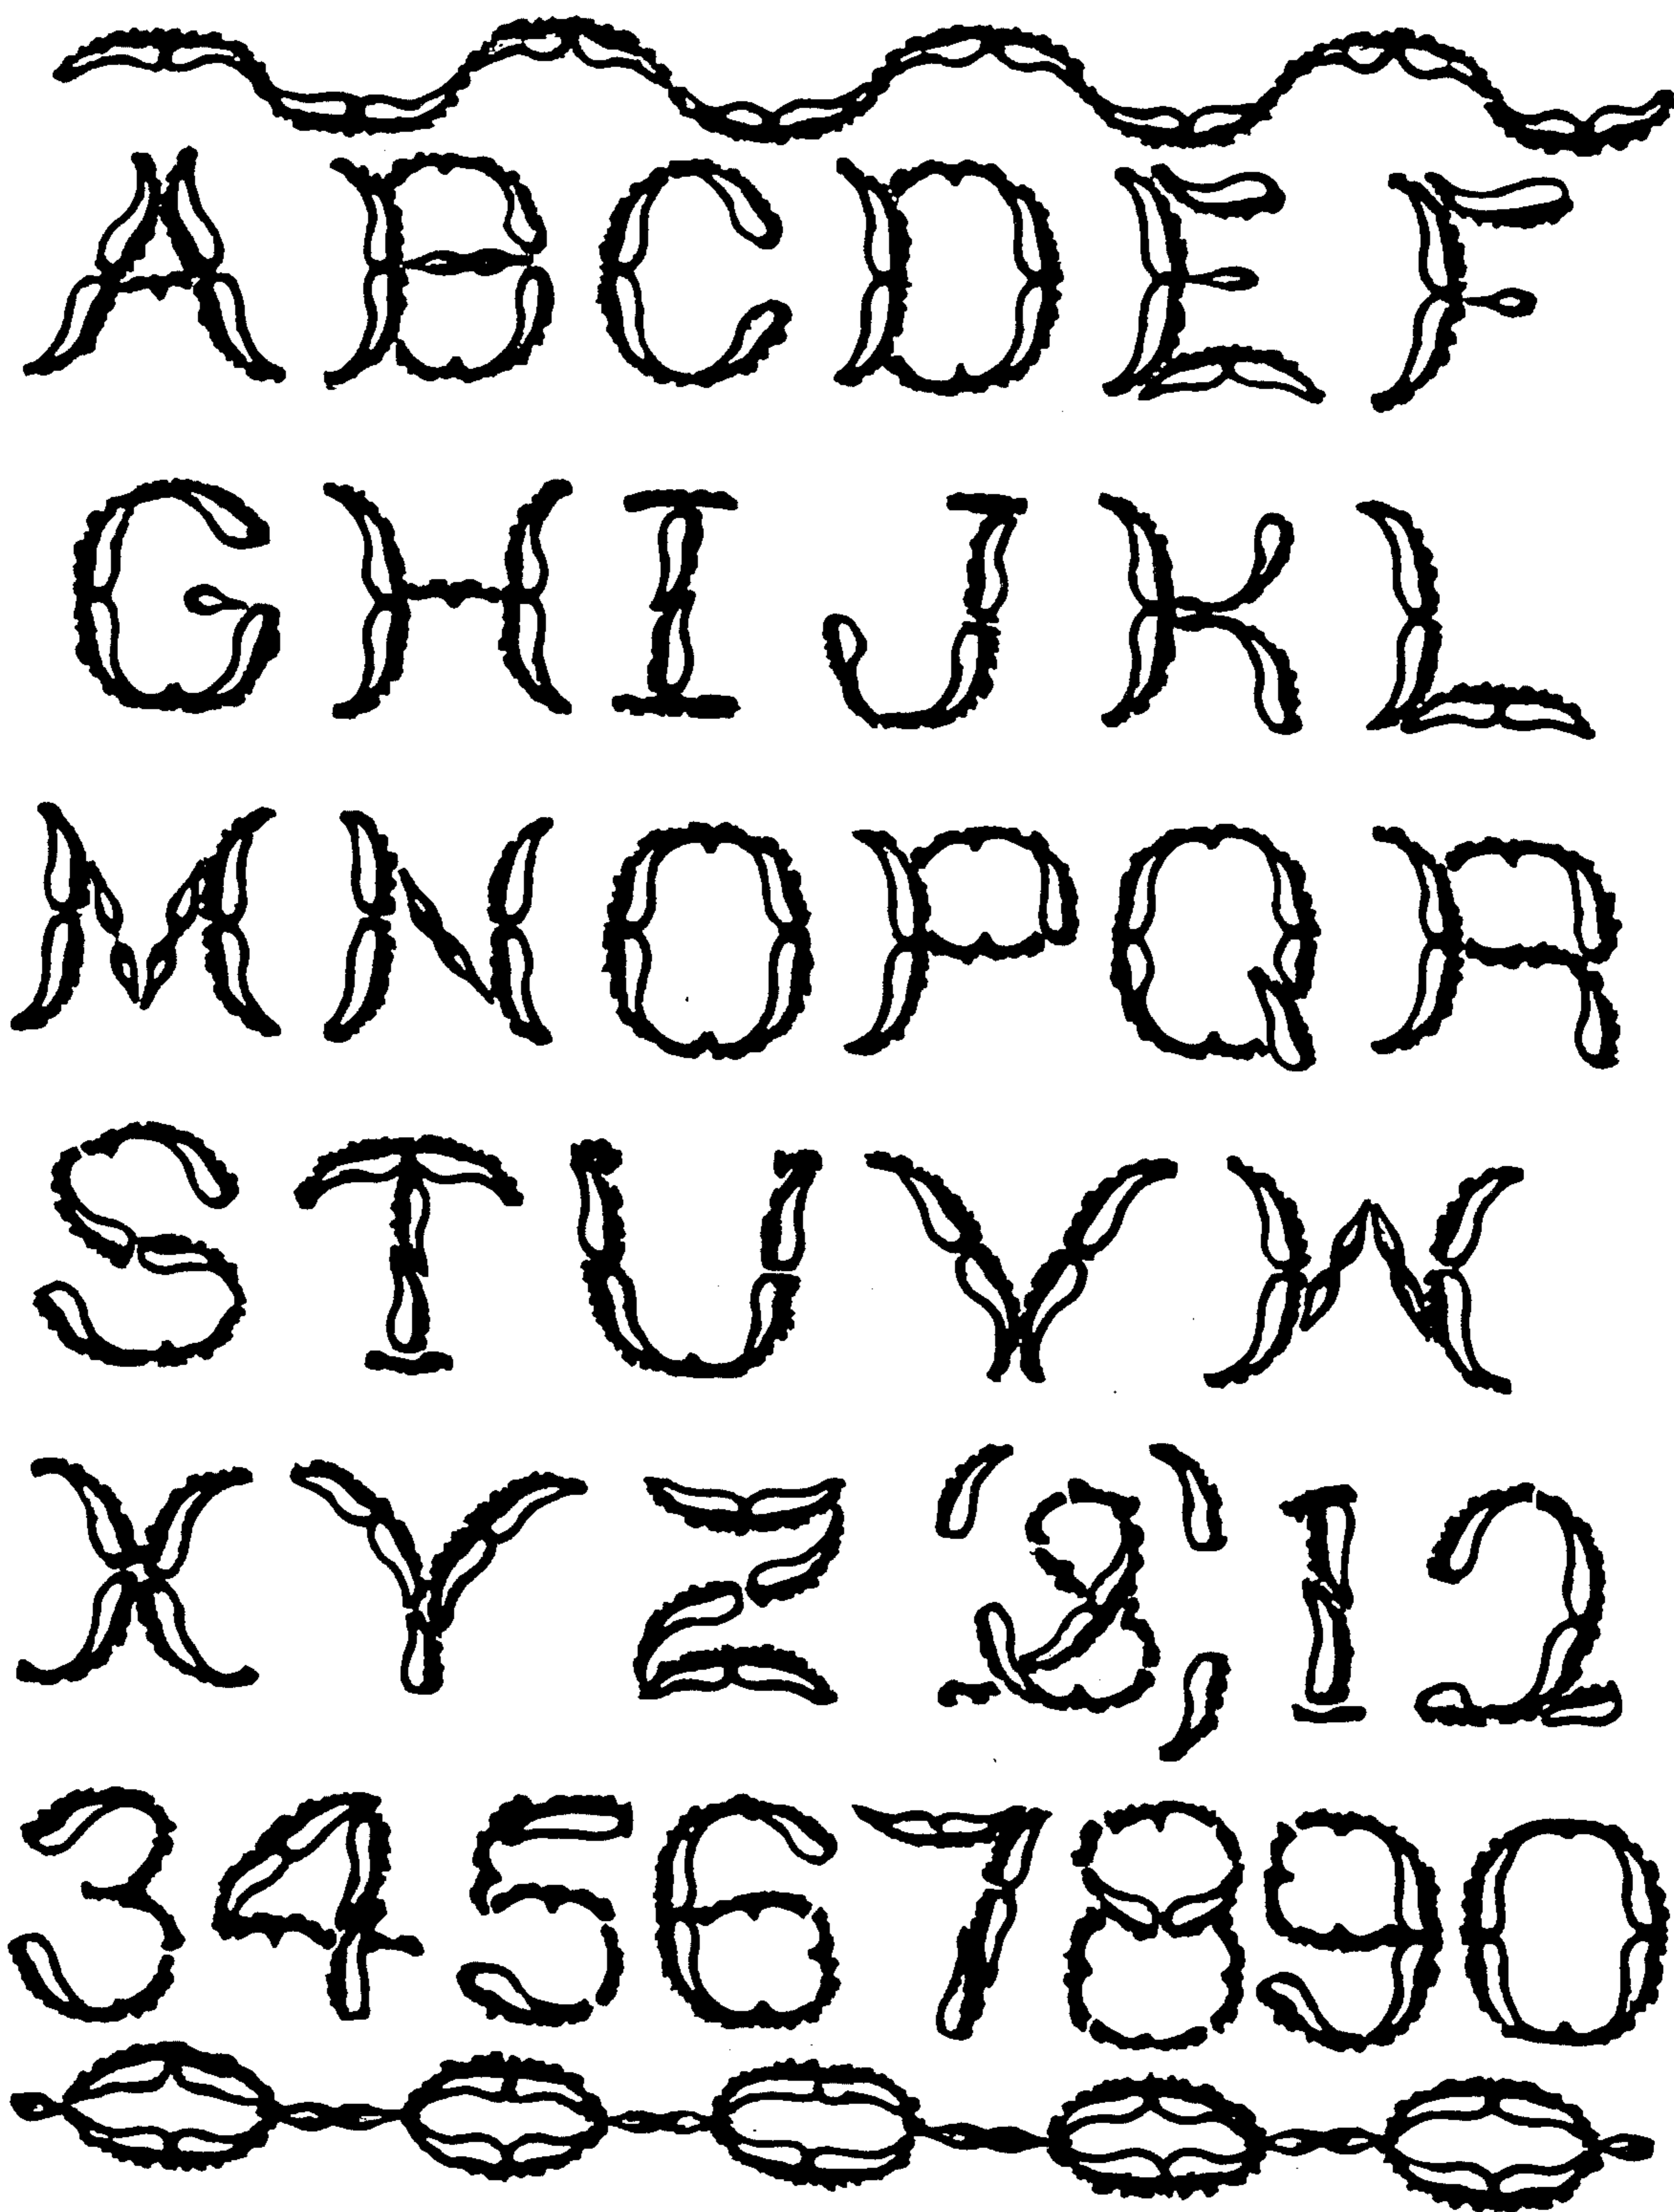 ABCDEF
GHIJKL
MNOPQR
STUVW
XYZ‘&’,12
34567890